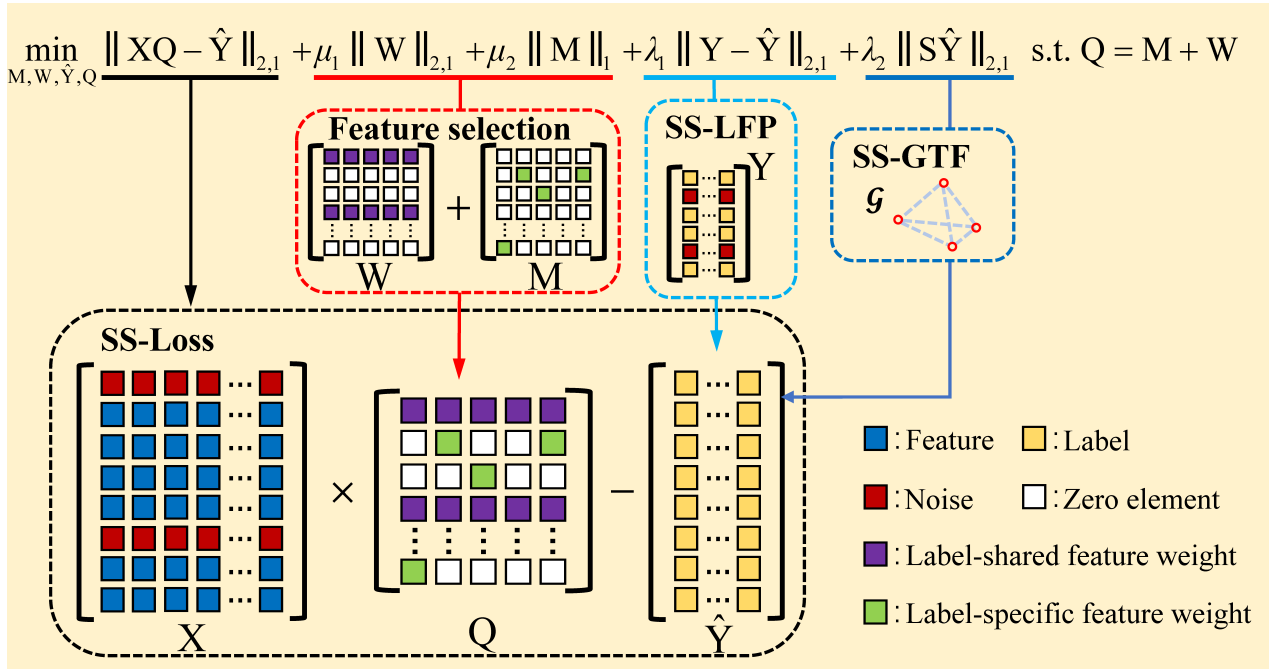 min ‖ XQ − Ŷ ‖2,1 + μ1 ‖ W ‖2,1 + μ2 ‖ M ‖1 + λ1 ‖ Y − Ŷ ‖2,1 + λ2 ‖ SŶ ‖2,1 s.t. Q = M + W
M, W, Ŷ, Q
Feature selection
SS-LFP
SS-GTF
Y
𝒢
+
W
M
SS-Loss
× −
X
Q
Ŷ
: Feature
: Label
: Noise
: Zero element
: Label-shared feature weight
: Label-specific feature weight